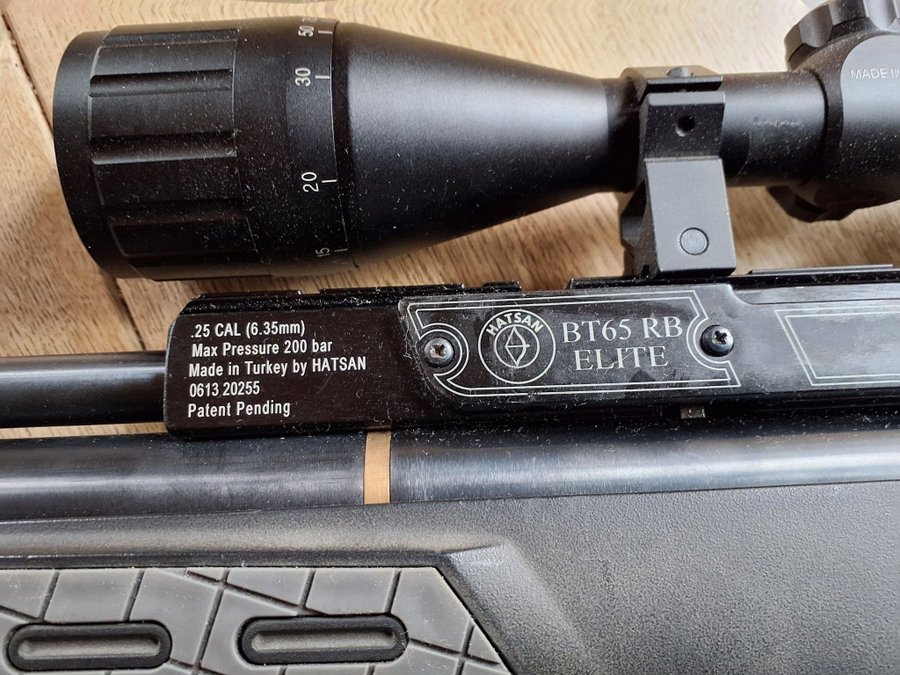 50
30
20
15
MADE I
.25 CAL (6.35mm)
Max Pressure 200 bar
Made in Turkey by HATSAN
0613 20255
Patent Pending
HATSAN
BT65 RB
ELITE